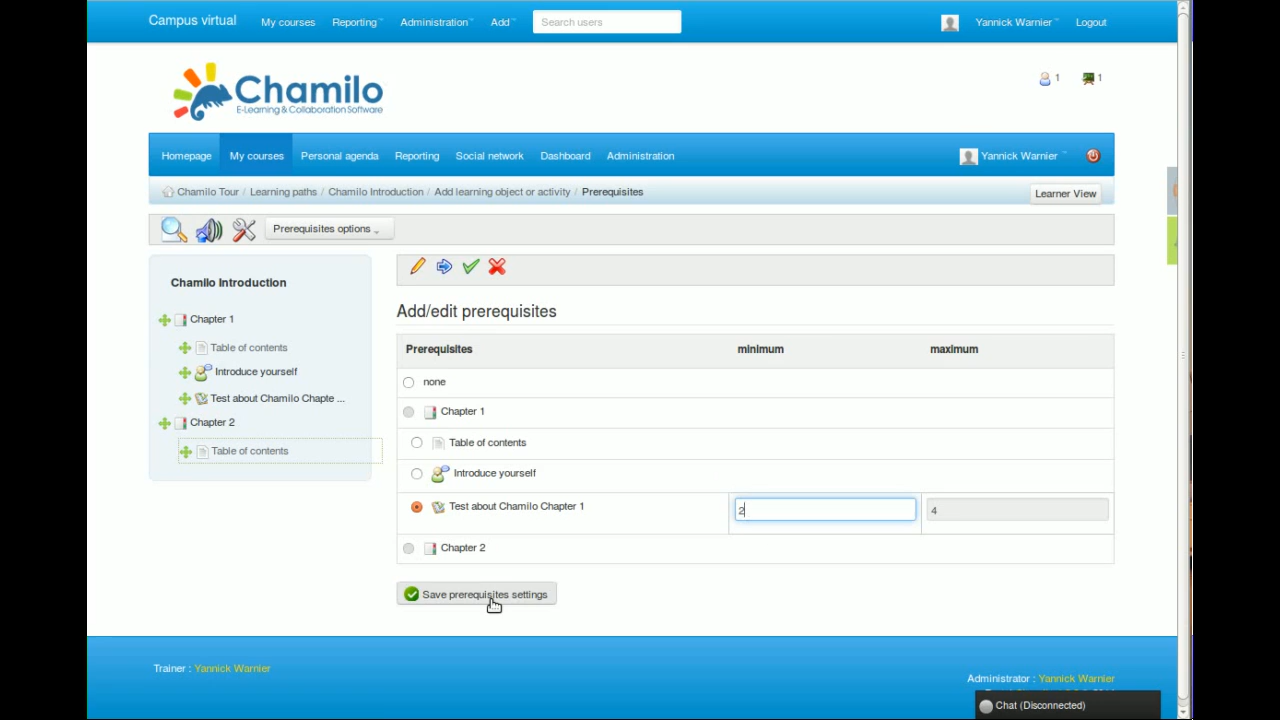 Campus virtual My courses Reporting Administration Add Search users Yannick Warnier Logout
Chamilo
E-Learning & Collaboration Software
1 1
Homepage My courses Personal agenda Reporting Social network Dashboard Administration Yannick Warnier
Chamilo Tour / Learning paths / Chamilo Introduction / Add learning object or activity / Prerequisites Learner View
Prerequisites options
Chamilo Introduction
Chapter 1
Table of contents
Introduce yourself
Test about Chamilo Chapte ...
Chapter 2
Table of contents
Add/edit prerequisites
Prerequisites minimum maximum
none
Chapter 1
Table of contents
Introduce yourself
Test about Chamilo Chapter 1 2 4
Chapter 2
Save prerequisites settings
Trainer : Yannick Warnier
Administrator : Yannick Warnier
Chat (Disconnected)